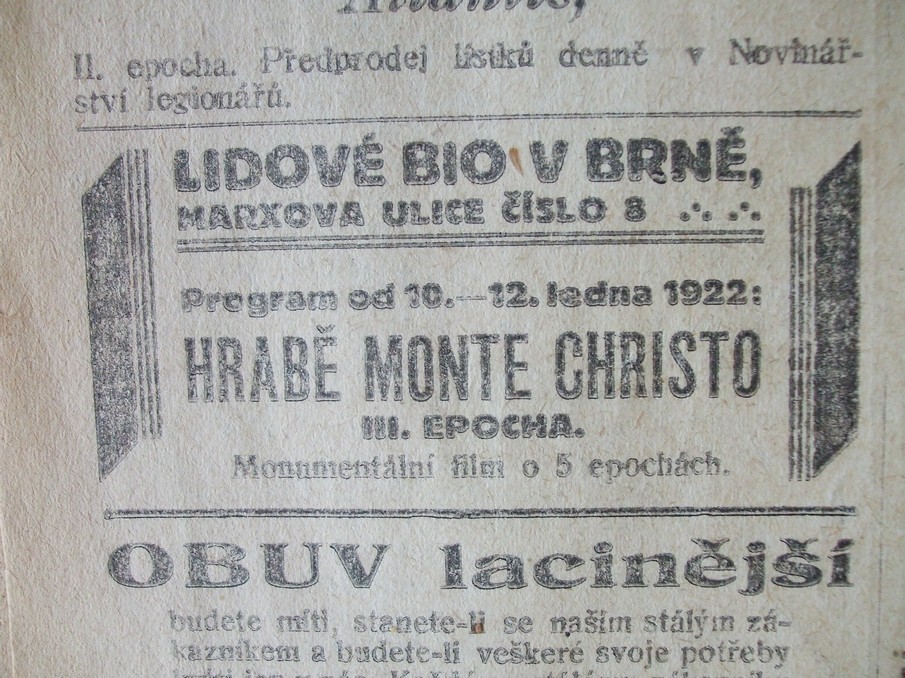 II. epocha. Předprodej lístků denně v Novinář-
ství legionářů.
LIDOVÉ BIO V BRNĚ,
MARXOVA ULICE ČÍSLO 8
Program od 10.—12. ledna 1922:
HRABĚ MONTE CHRISTO
III. EPOCHA.
Monumentální film o 5 epochách.
OBUV lacinější
budete míti, stanete-li se naším stálým zá-
kazníkem a budete-li veškeré svoje potřeby